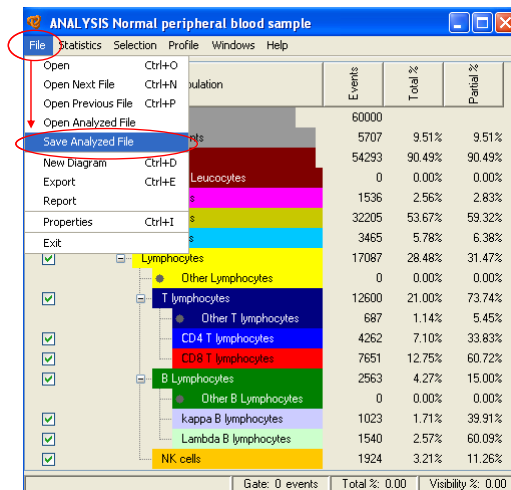 ANALYSIS Normal peripheral blood sample
File Statistics Selection Profile Windows Help
Open Ctrl+O
Open Next File Ctrl+N
Open Previous File Ctrl+P
Open Analyzed File
Save Analyzed File
New Diagram Ctrl+D
Export Ctrl+E
Report
Properties Ctrl+I
Exit
Events Total % Partial %
60000
5707 9.51% 9.51%
54293 90.49% 90.49%
Leucocytes 0 0.00% 0.00%
1536 2.56% 2.83%
32205 53.67% 59.32%
3465 5.78% 6.38%
Lymphocytes 17087 28.48% 31.47%
Other Lymphocytes 0 0.00% 0.00%
T lymphocytes 12600 21.00% 73.74%
Other T lymphocytes 687 1.14% 5.45%
CD4 T lymphocytes 4262 7.10% 33.83%
CD8 T lymphocytes 7651 12.75% 60.72%
B Lymphocytes 2563 4.27% 15.00%
Other B Lymphocytes 0 0.00% 0.00%
kappa B lymphocytes 1023 1.71% 39.91%
Lambda B lymphocytes 1540 2.57% 60.09%
NK cells 1924 3.21% 11.26%
Gate: 0 events Total %: 0.00 Visibility %: 0.00